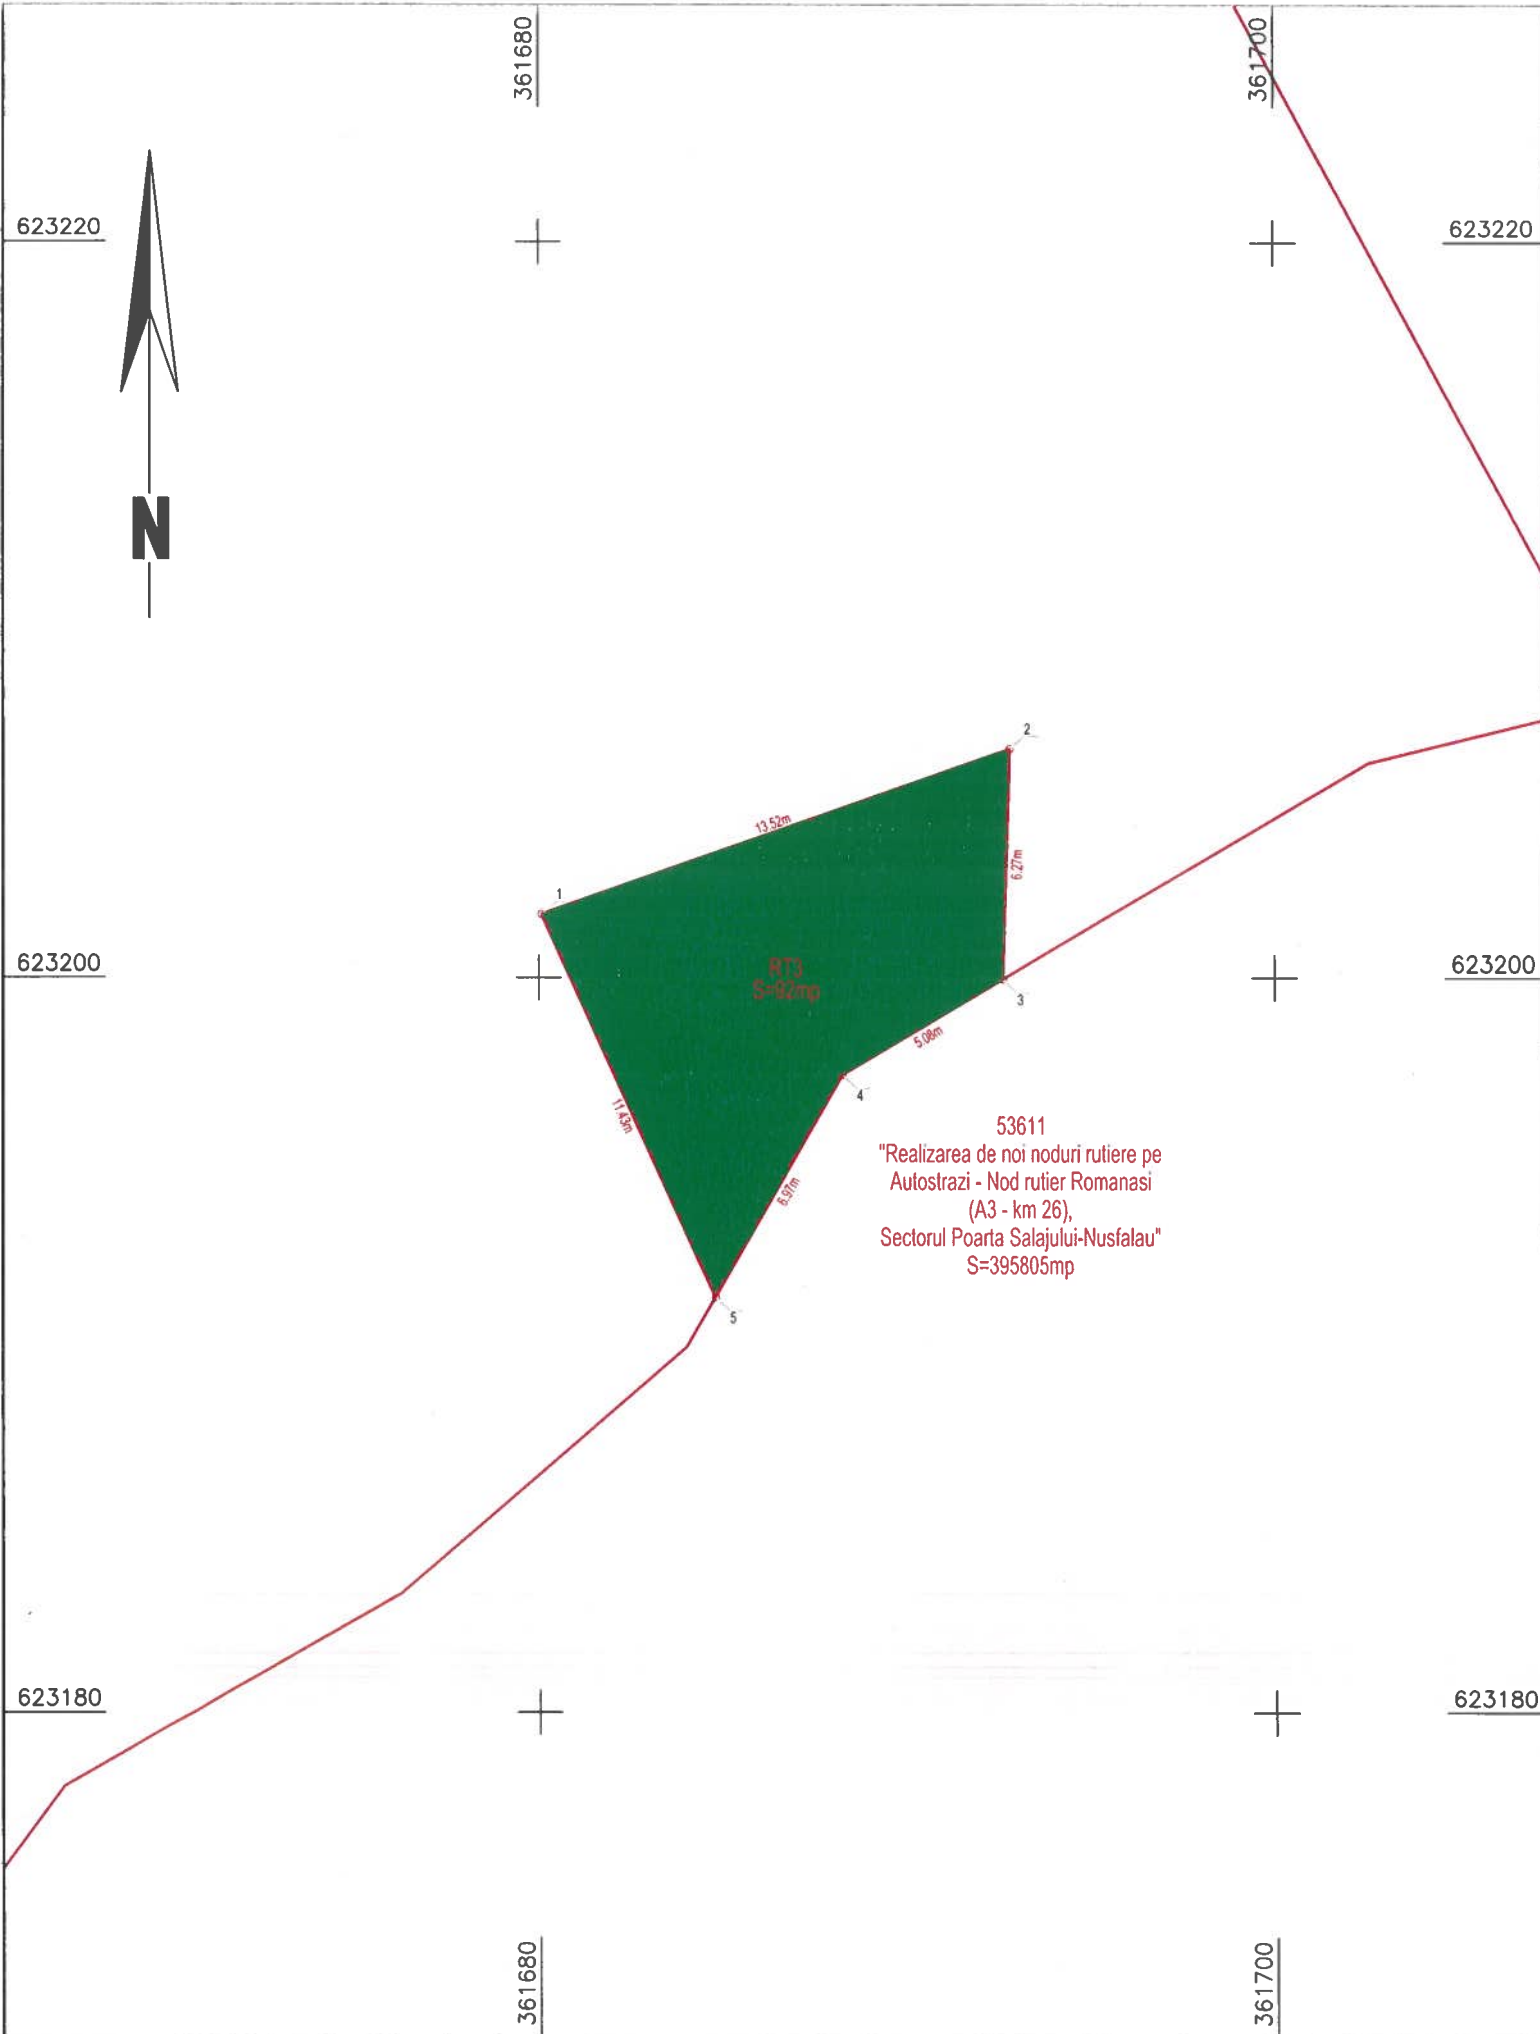 361680
361700
623220
623220
N
2
13.52m
6.27m
1
623200
RT3
S=92mp
623200
3
5.08m
4
11.43m
53611
"Realizarea de noi noduri rutiere pe
Autostrazi - Nod rutier Romanasi
(A3 - km 26),
Sectorul Poarta Salajului-Nusfalau"
S=395805mp
6.97m
5
623180
623180
361680
361700